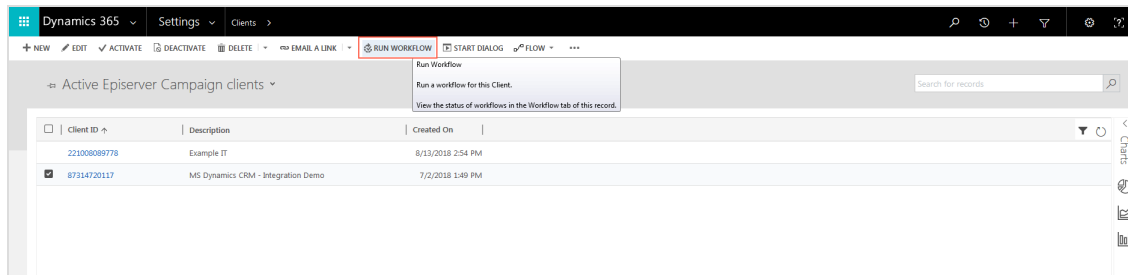 Dynamics 365 Settings Clients >
+ NEW EDIT ACTIVATE DEACTIVATE DELETE EMAIL A LINK RUN WORKFLOW START DIALOG FLOW •••
Run Workflow
Run a workflow for this Client.
View the status of workflows in the Workflow tab of this record.
Active Episerver Campaign clients
Search for records
Client ID ↑ Description Created On
221008089778 Example IT 8/13/2018 2:54 PM
87314720117 MS Dynamics CRM - Integration Demo 7/2/2018 1:49 PM
Charts